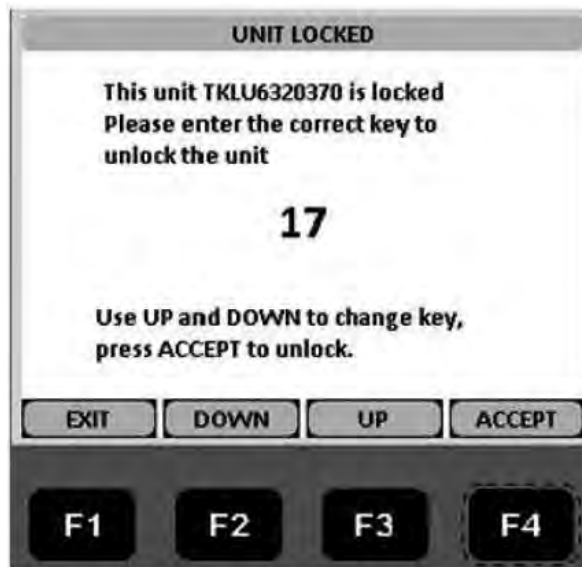 UNIT LOCKED
This unit TKLU6320370 is locked
Please enter the correct key to
unlock the unit
17
Use UP and DOWN to change key,
press ACCEPT to unlock.
EXIT DOWN UP ACCEPT
F1 F2 F3 F4